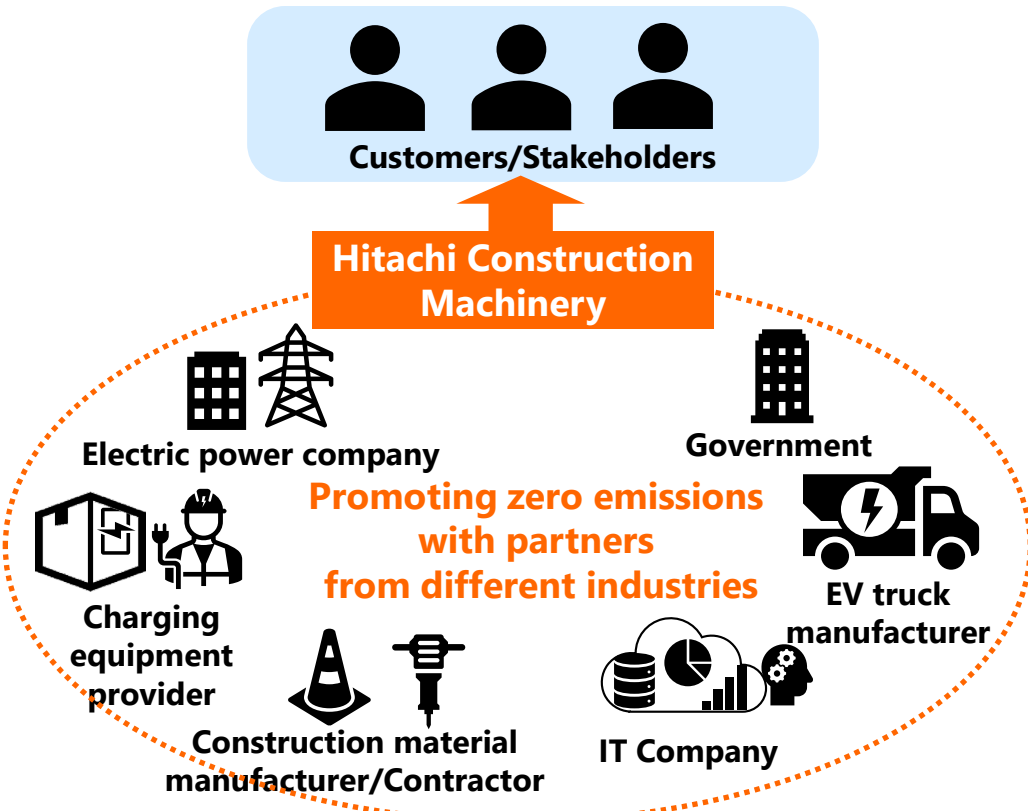 Customers/Stakeholders
Hitachi Construction
Machinery
Electric power company
Government
Promoting zero emissions
with partners
from different industries
Charging
equipment
provider
EV truck
manufacturer
Construction material
manufacturer/Contractor
IT Company